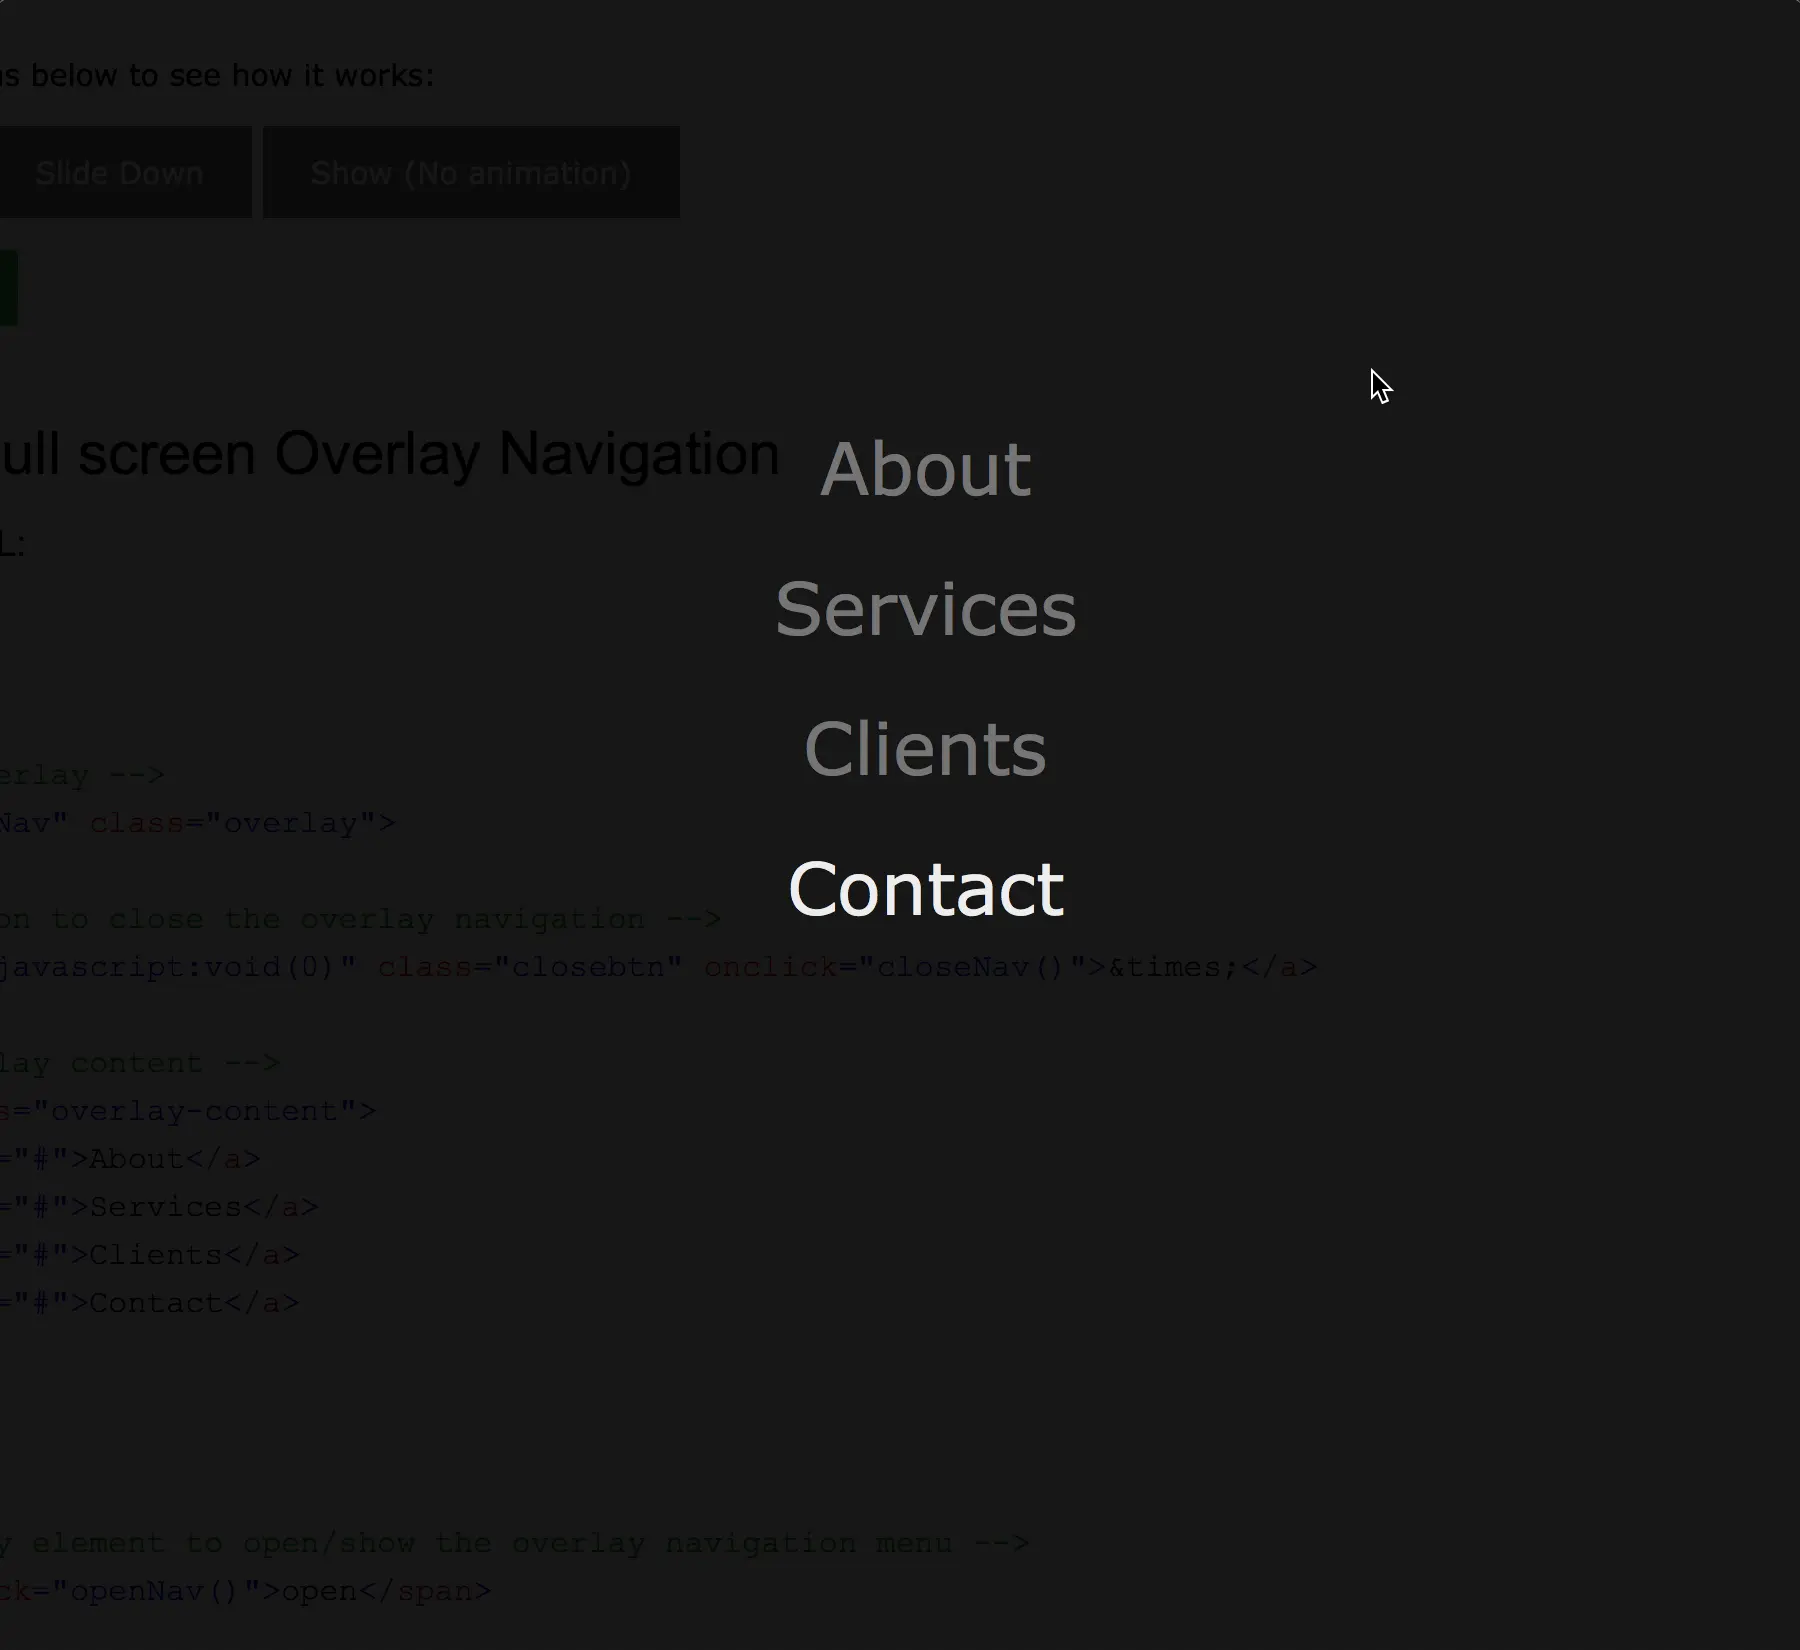 ns below to see how it works:
Slide Down
Show (No animation)
ull screen Overlay Navigation
About
L:
Services
Clients
erlay -->
Nav" class="overlay">
Contact
on to close the overlay navigation -->
javascript:void(0)" class="closebtn" onclick="closeNav()">&times;</a>
lay content -->
s="overlay-content">
="#">About</a>
="#">Services</a>
="#">Clients</a>
="#">Contact</a>
y element to open/show the overlay navigation menu -->
ck="openNav()">open</span>